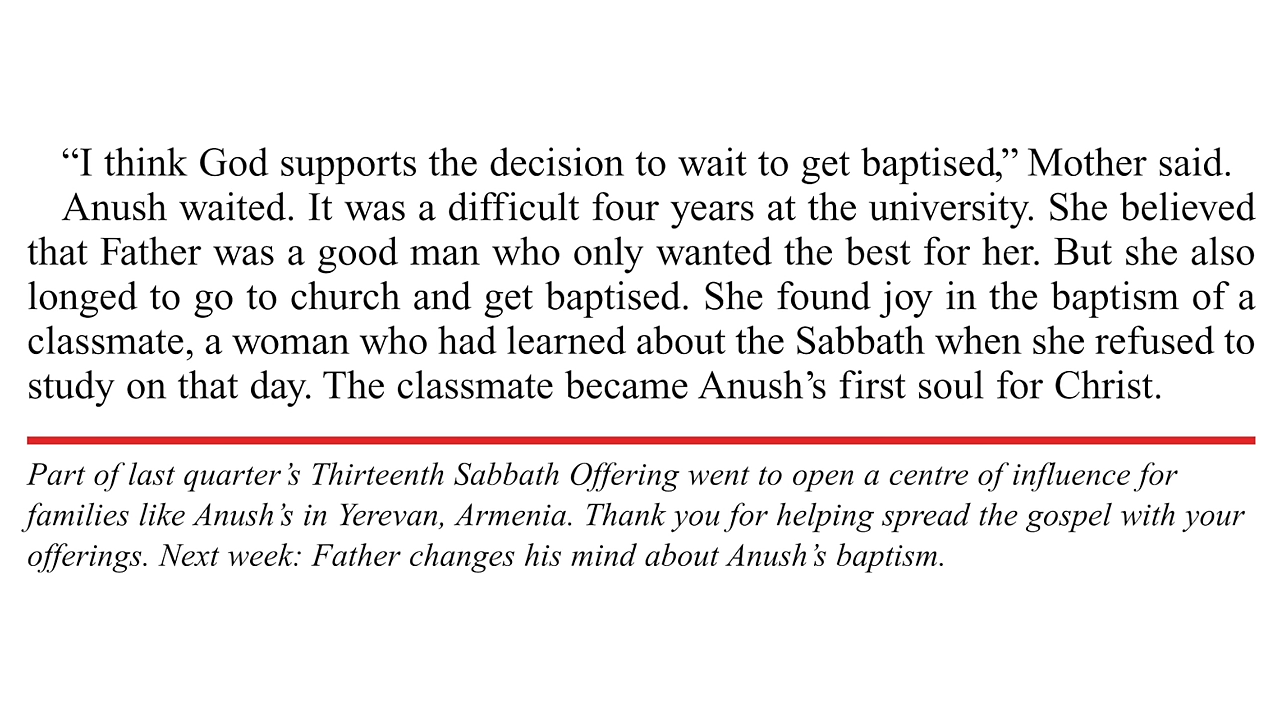 “I think God supports the decision to wait to get baptised,” Mother said.
Anush waited. It was a difficult four years at the university. She believed
that Father was a good man who only wanted the best for her. But she also
longed to go to church and get baptised. She found joy in the baptism of a
classmate, a woman who had learned about the Sabbath when she refused to
study on that day. The classmate became Anush’s first soul for Christ.
Part of last quarter’s Thirteenth Sabbath Offering went to open a centre of influence for
families like Anush’s in Yerevan, Armenia. Thank you for helping spread the gospel with your
offerings. Next week: Father changes his mind about Anush’s baptism.